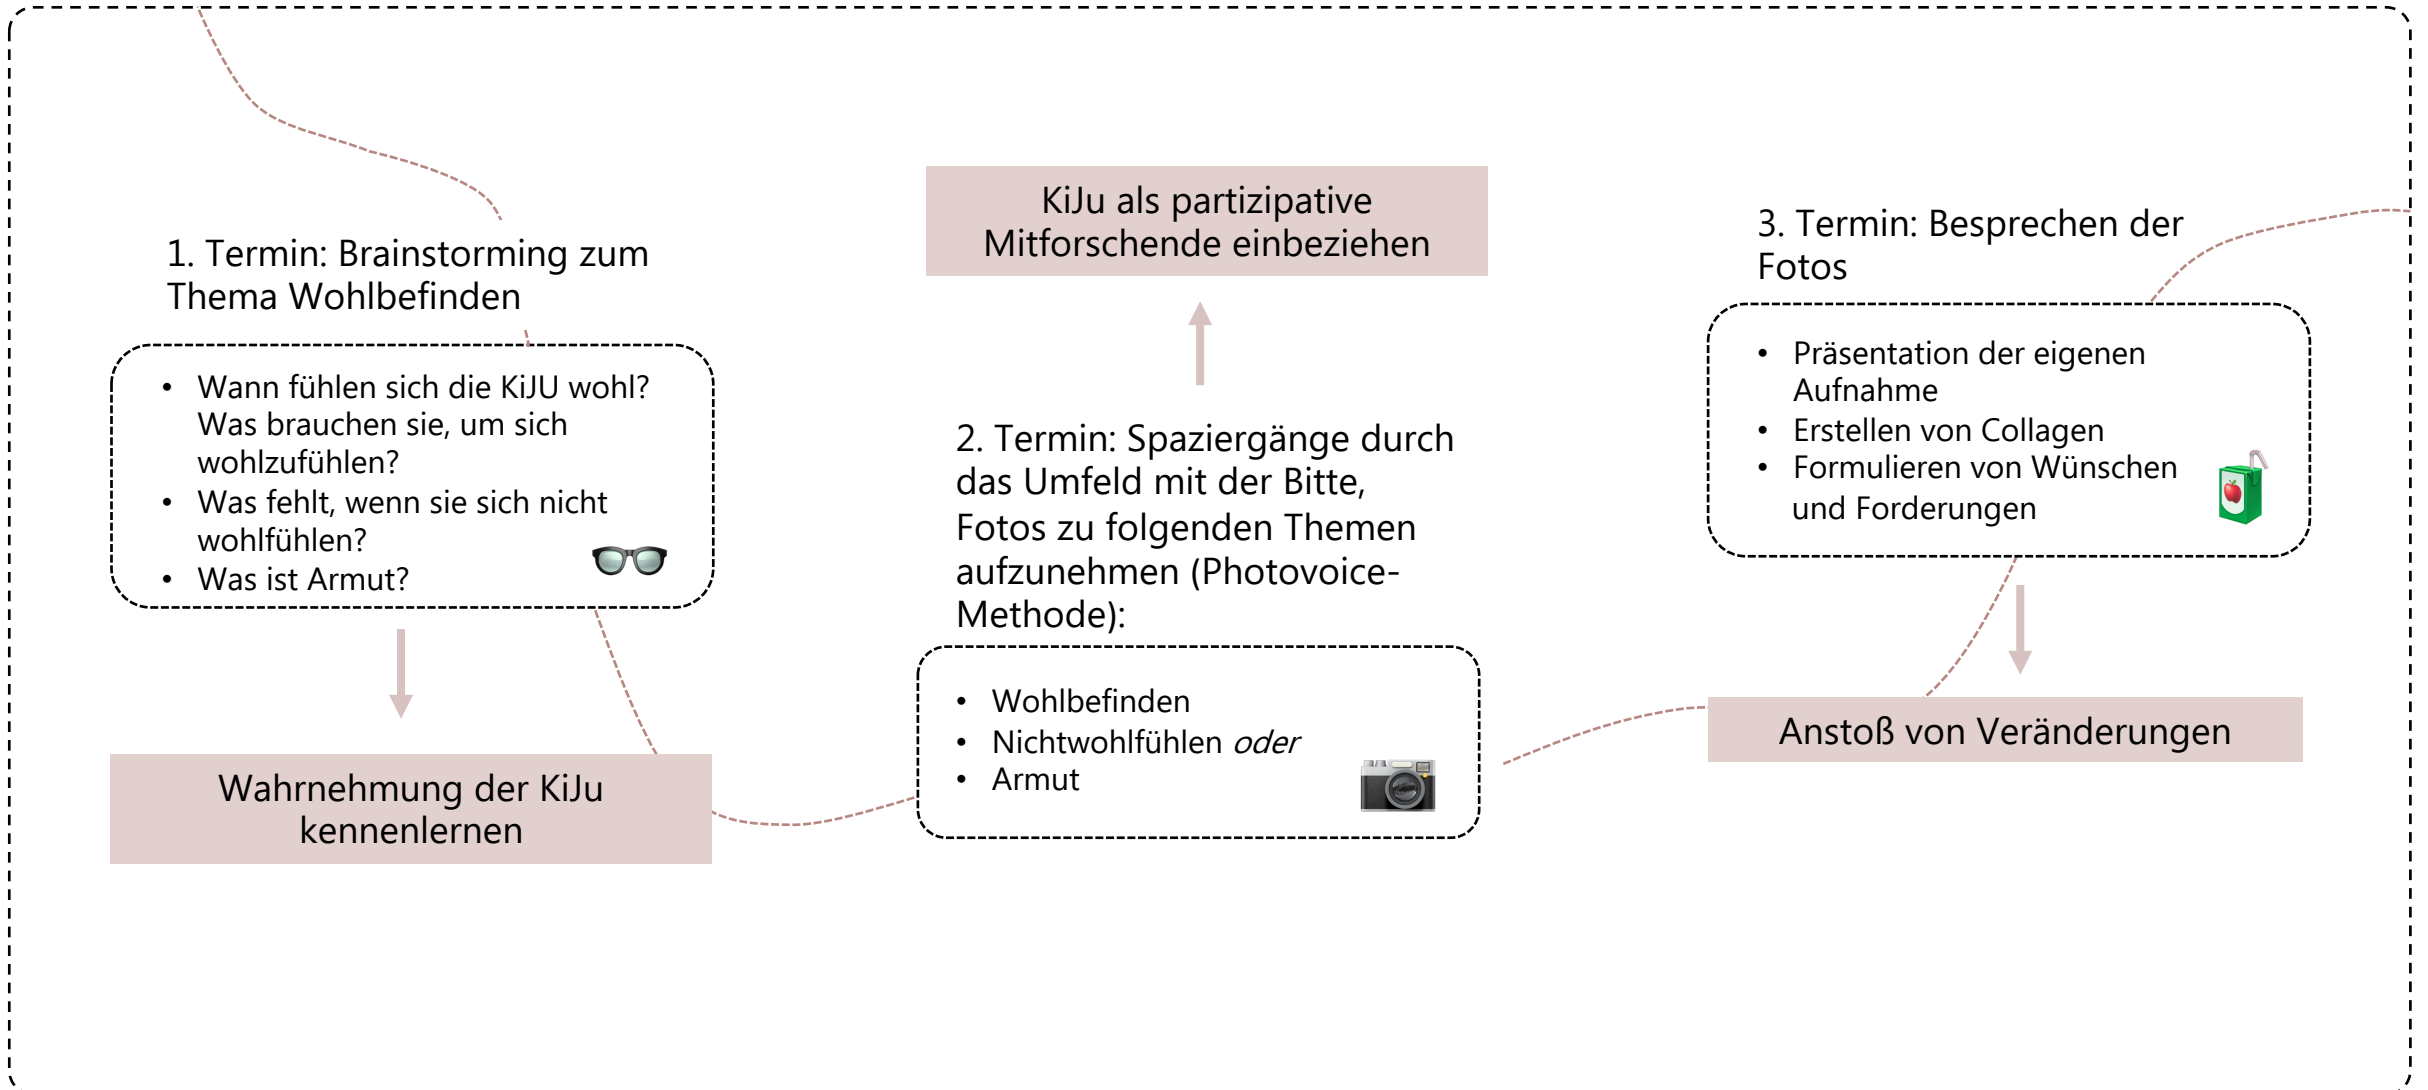 1. Termin: Brainstorming zum
Thema Wohlbefinden
• Wann fühlen sich die KiJU wohl?
Was brauchen sie, um sich
wohlzufühlen?
• Was fehlt, wenn sie sich nicht
wohlfühlen?
• Was ist Armut?
Wahrnehmung der KiJu
kennenlernen
KiJu als partizipative
Mitforschende einbeziehen
2. Termin: Spaziergänge durch
das Umfeld mit der Bitte,
Fotos zu folgenden Themen
aufzunehmen (Photovoice-
Methode):
• Wohlbefinden
• Nichtwohlfühlen oder
• Armut
3. Termin: Besprechen der
Fotos
• Präsentation der eigenen
Aufnahme
• Erstellen von Collagen
• Formulieren von Wünschen
und Forderungen
Anstoß von Veränderungen